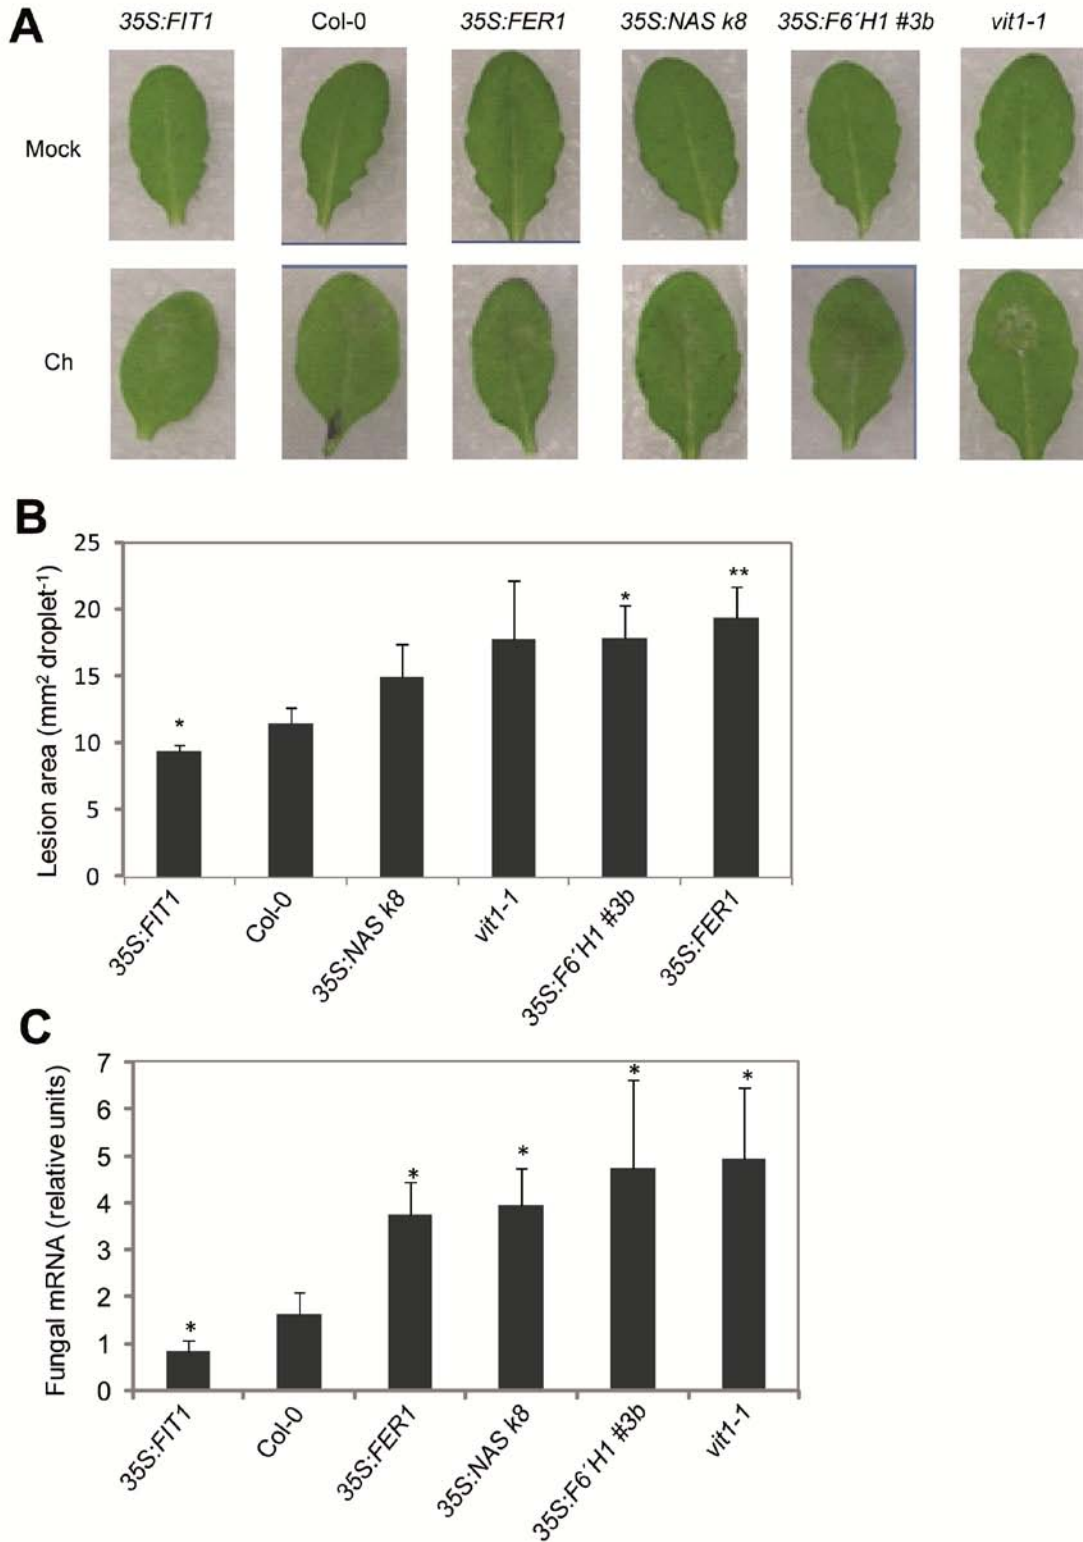 A
35S:FIT1 Col-0 35S:FER1 35S:NAS k8 35S:F6´H1 #3b vit1-1
Mock
Ch
B
Lesion area (mm² droplet⁻¹)
25
20
15
10
5
0
* * **
35S:FIT1 Col-0 35S:NAS k8 vit1-1 35S:F6´H1 #3b 35S:FER1
C
Fungal mRNA (relative units)
7
6
5
4
3
2
1
0
* * * * *
35S:FIT1 Col-0 35S:FER1 35S:NAS k8 35S:F6´H1 #3b vit1-1